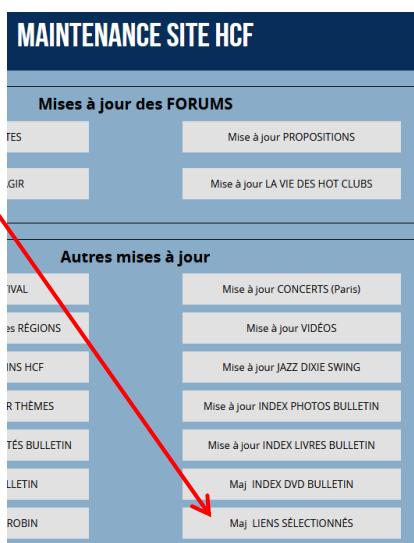 MAINTENANCE SITE HCF
Mises à jour des FORUMS
TES Mise à jour PROPOSITIONS
AGIR Mise à jour LA VIE DES HOT CLUBS
Autres mises à jour
IVAL Mise à jour CONCERTS (Paris)
es RÉGIONS Mise à jour VIDÉOS
INS HCF Mise à jour JAZZ DIXIE SWING
R THÈMES Mise à jour INDEX PHOTOS BULLETIN
TÉS BULLETIN Mise à jour INDEX LIVRES BULLETIN
LLETIN Maj INDEX DVD BULLETIN
ROBIN Maj LIENS SÉLECTIONNÉS